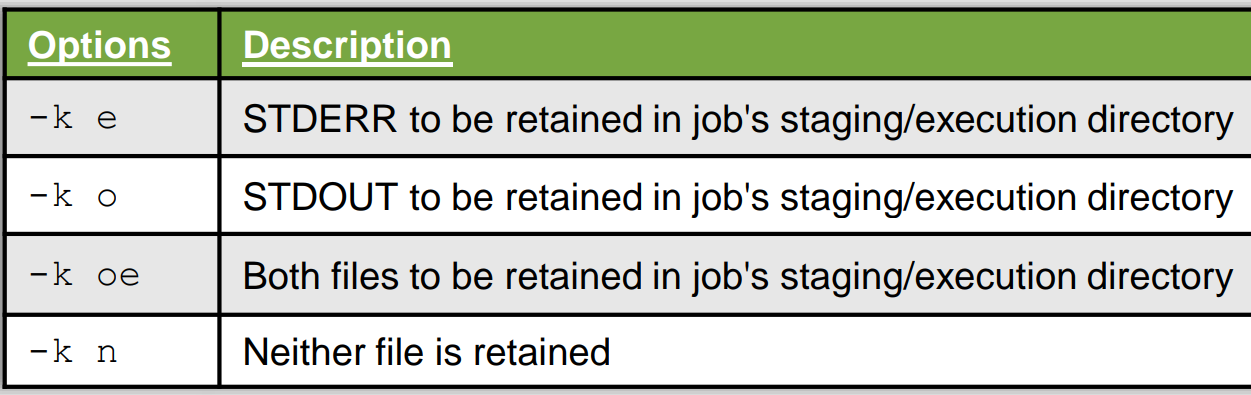 Options Description
-k e STDERR to be retained in job's staging/execution directory
-k o STDOUT to be retained in job's staging/execution directory
-k oe Both files to be retained in job's staging/execution directory
-k n Neither file is retained